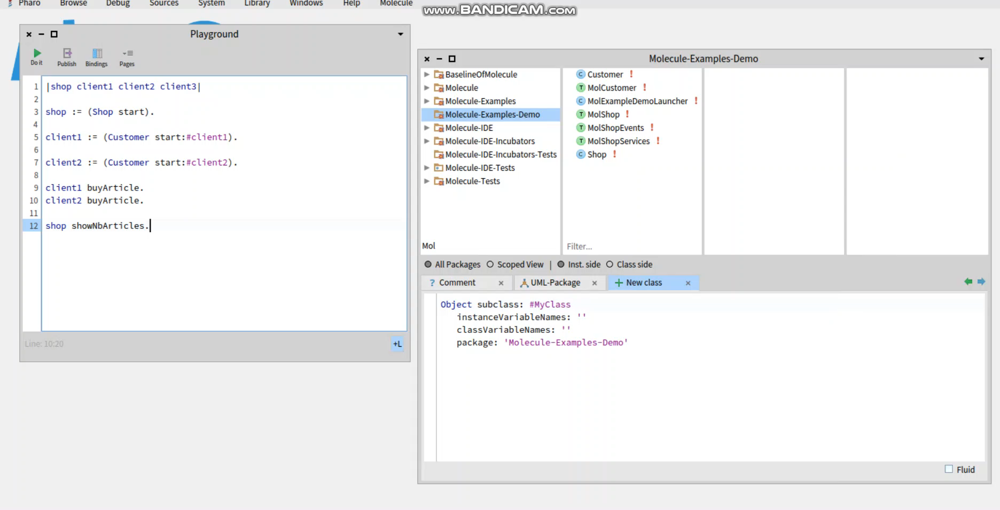 Pharo Browse Debug Sources System Library Windows Help Molecule
www.BANDICAM.com
Playground
Do it Publish Bindings Pages
1 |shop client1 client2 client3|
2
3 shop := (Shop start).
4
5 client1 := (Customer start:#client1).
6
7 client2 := (Customer start:#client2).
8
9 client1 buyArticle.
10 client2 buyArticle.
11
12 shop showNbArticles.
Line: 10:20 +L
Molecule-Examples-Demo
BaselineOfMolecule
Molecule
Molecule-Examples
Molecule-Examples-Demo
Molecule-IDE
Molecule-IDE-Incubators
Molecule-IDE-Incubators-Tests
Molecule-IDE-Tests
Molecule-Tests
Mol
C Customer !
T MolCustomer !
C MolExampleDemoLauncher !
T MolShop !
T MolShopEvents !
T MolShopServices !
C Shop !
Filter...
All Packages Scoped View | Inst. side Class side
? Comment UML-Package New class
Object subclass: #MyClass
instanceVariableNames: ''
classVariableNames: ''
package: 'Molecule-Examples-Demo'
Fluid